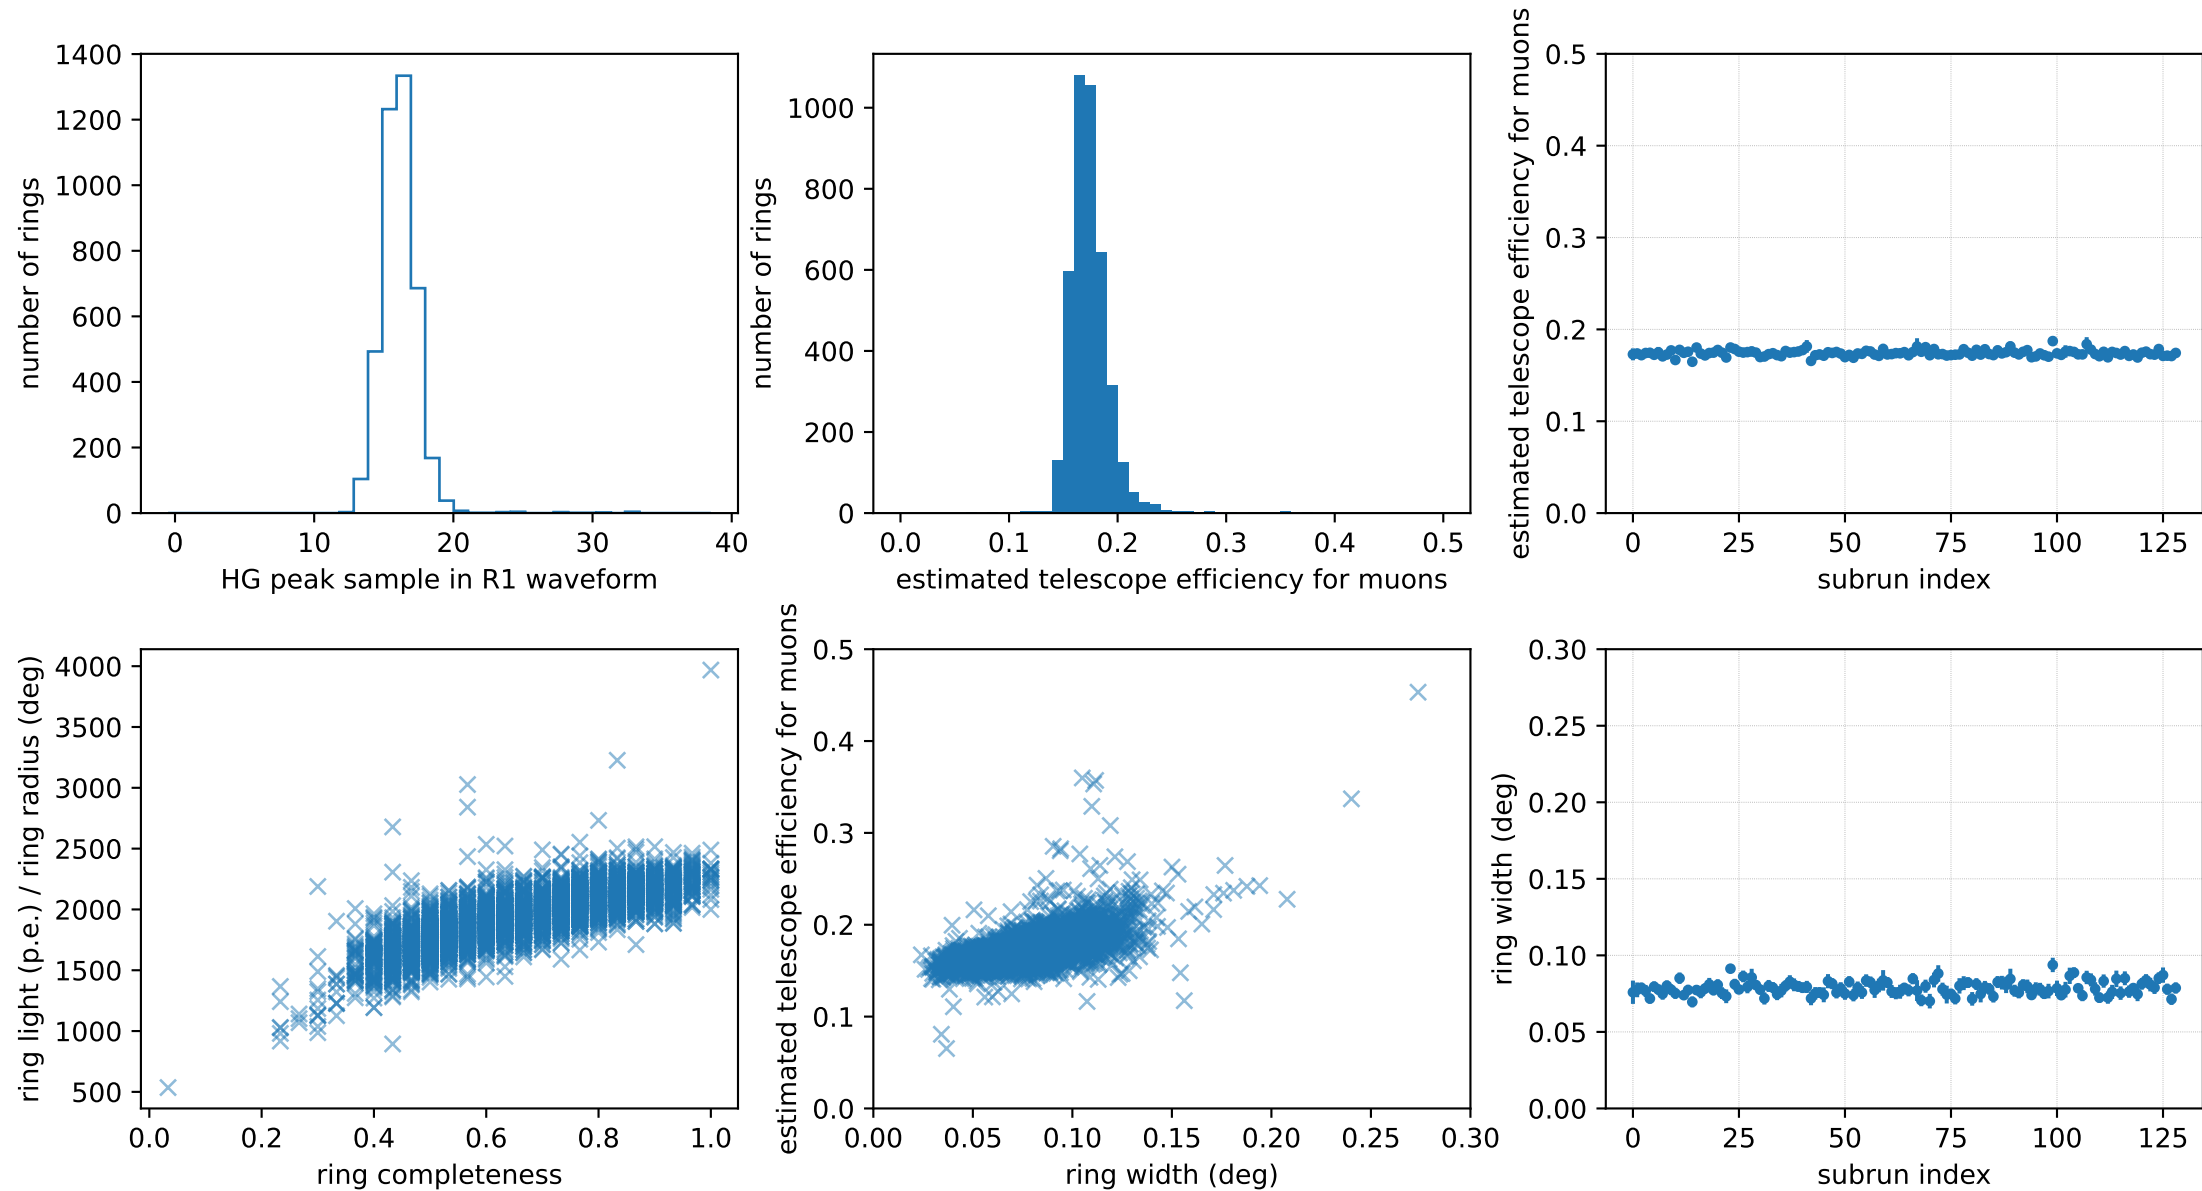 number of rings
1400
1200
1000
800
600
400
200
0
0 10 20 30 40
HG peak sample in R1 waveform
number of rings
1000
800
600
400
200
0
0.0 0.1 0.2 0.3 0.4 0.5
estimated telescope efficiency for muons
estimated telescope efficiency for muons
0.5
0.4
0.3
0.2
0.1
0.0
0 25 50 75 100 125
subrun index
ring light (p.e.) / ring radius (deg)
4000
3500
3000
2500
2000
1500
1000
500
0.0 0.2 0.4 0.6 0.8 1.0
ring completeness
estimated telescope efficiency for muons
0.5
0.4
0.3
0.2
0.1
0.0
0.00 0.05 0.10 0.15 0.20 0.25 0.30
ring width (deg)
ring width (deg)
0.30
0.25
0.20
0.15
0.10
0.05
0.00
0 25 50 75 100 125
subrun index